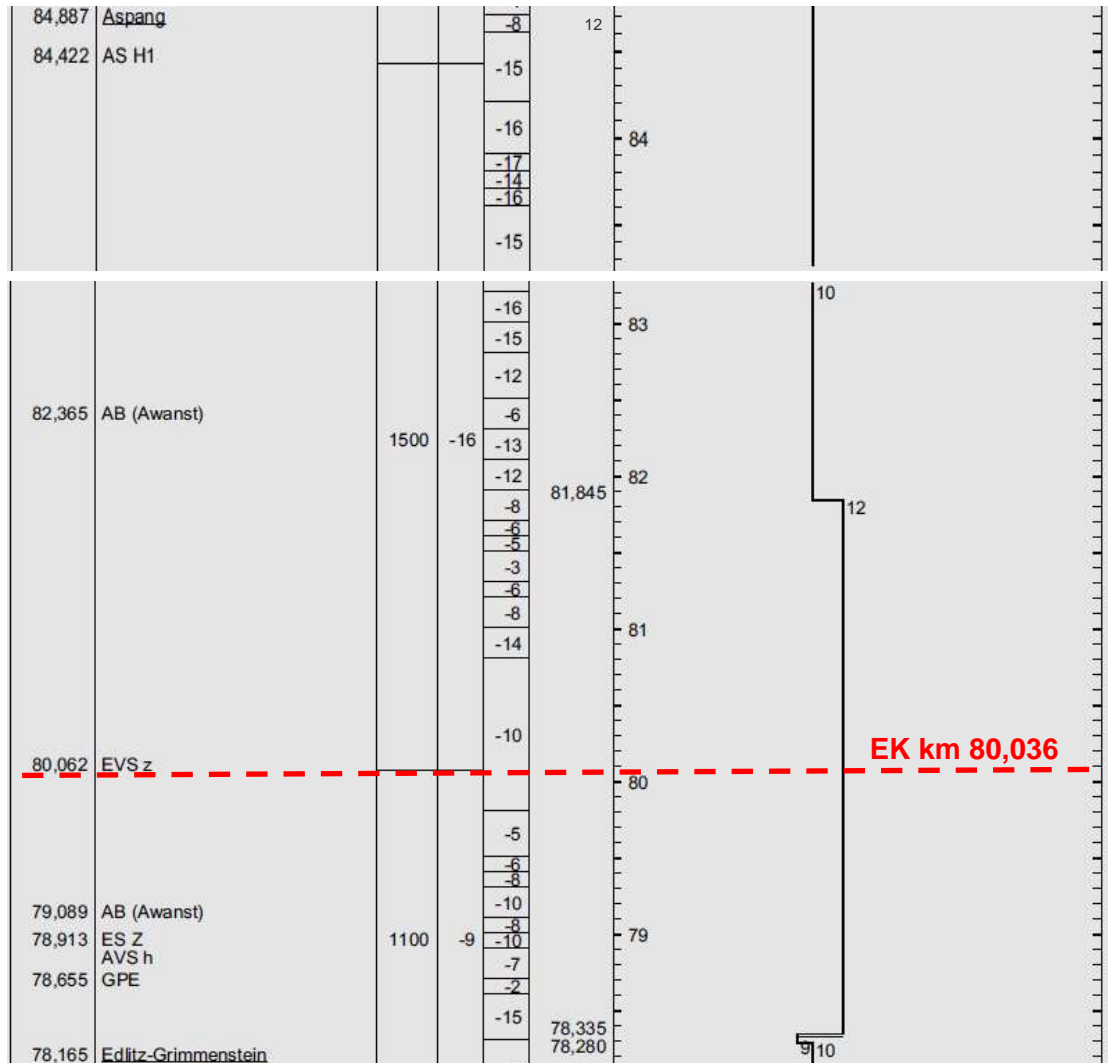 84,887 Aspang -8 12
84,422 AS H1
-15
-16 84
-17
-14
-16
-15
10
-16
83
-15
-12
82,365 AB (Awanst) -6
1500 -16 -13
-12 82
81,845
-8 12
-6
-5
-3
-6
-8
-14 81
-10
EK km 80,036
80,062 EVS z
80
-5
-6
-8
-10
79,089 AB (Awanst)
-8
78,913 ES Z 1100 -9 -10 79
AVS h
-7
78,655 GPE
-2
-15
78,335
78,280 9 10
78,165 Edlitz-Grimmenstein